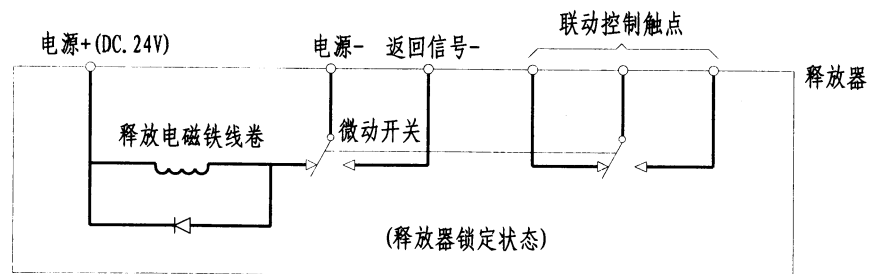 联动控制触点
电源+(DC.24V) 电源- 返回信号-
释放器
释放电磁铁线卷 微动开关
(释放器锁定状态)